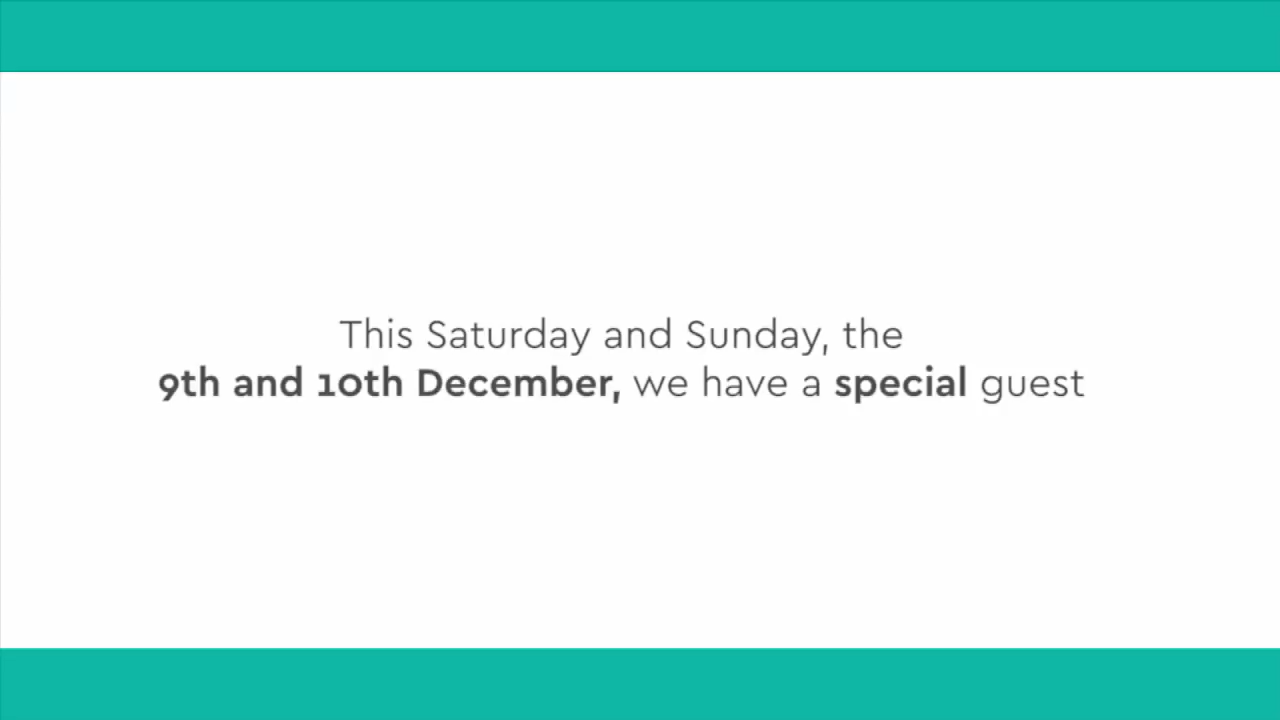 This Saturday and Sunday, the
9th and 10th December, we have a special guest